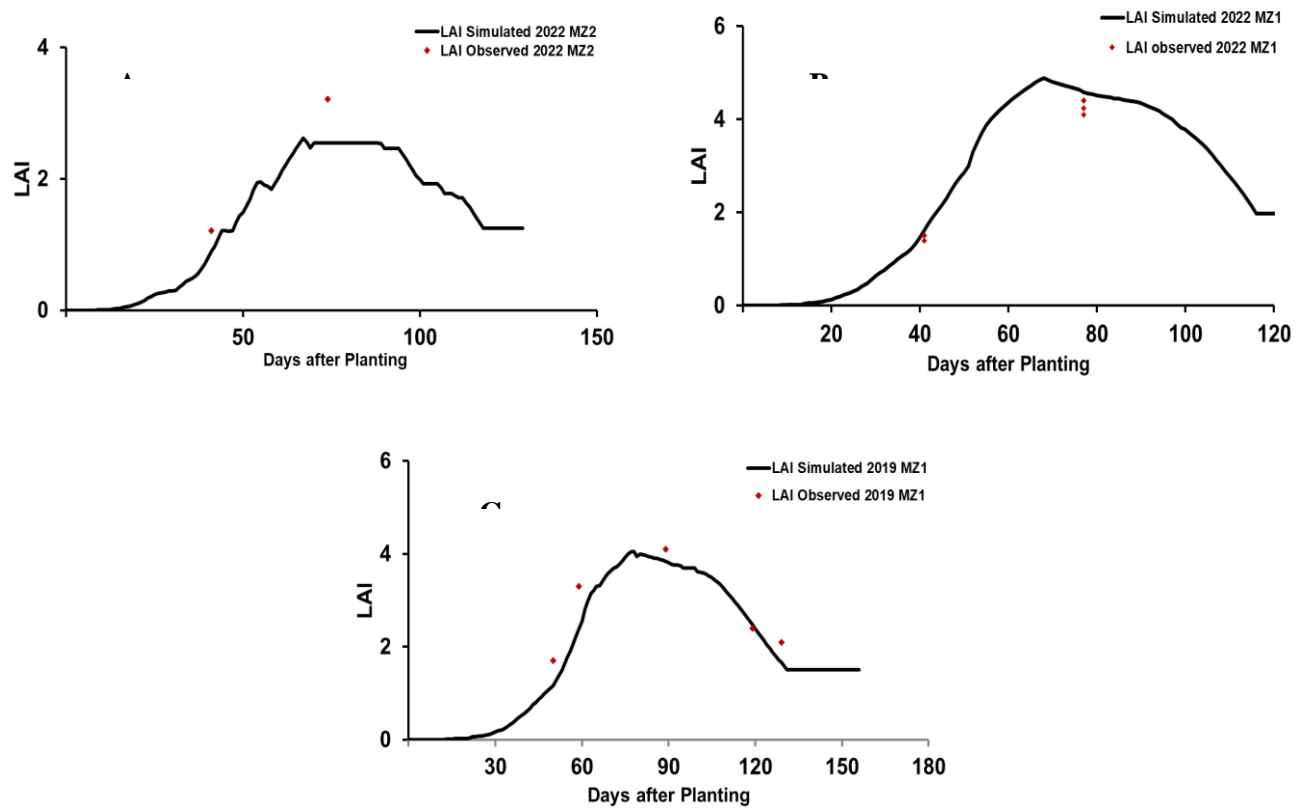 LAI Simulated 2022 MZ2
LAI Observed 2022 MZ2
4
2
0
LAI
50
100
150
Days after Planting
LAI Simulated 2022 MZ1
LAI observed 2022 MZ1
6
4
2
0
LAI
20
40
60
80
100
120
Days after Planting
LAI Simulated 2019 MZ1
LAI Observed 2019 MZ1
6
4
2
0
LAI
30
60
90
120
150
180
Days after Planting